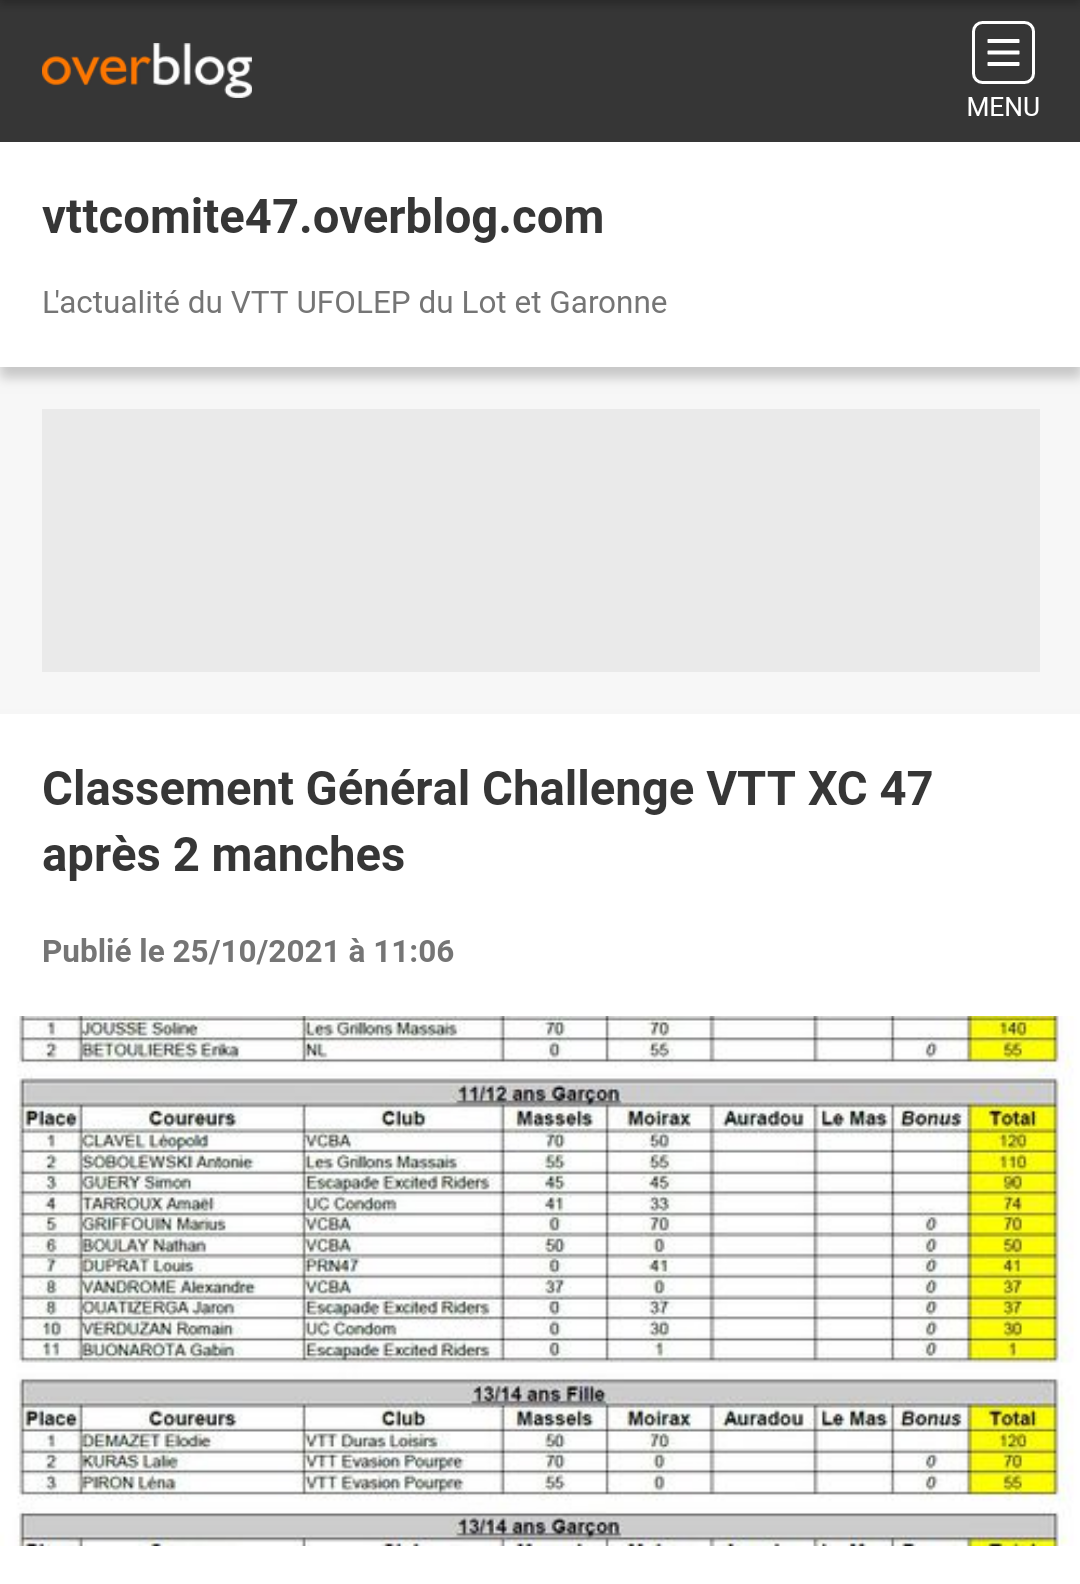 overblog
MENU
vttcomite47.overblog.com
L'actualité du VTT UFOLEP du Lot et Garonne
Classement Général Challenge VTT XC 47
après 2 manches
Publié le 25/10/2021 à 11:06
1 JOUSSE Soline Les Grillons Massais 70 70 140
2 BETOULIERES Erika NL 0 55 0 55
11/12 ans Garçon
Place Coureurs Club Massels Moirax Auradou Le Mas Bonus Total
1 CLAVEL Léopold VCBA 70 50 120
2 SOBOLEWSKI Antonie Les Grillons Massais 55 55 110
3 GUERY Simon Escapade Excited Riders 45 45 90
4 TARROUX Amaël UC Condom 41 33 74
5 GRIFFOUIN Marius VCBA 0 70 0 70
6 BOULAY Nathan VCBA 50 0 0 50
7 DUPRAT Louis PRN47 0 41 0 41
8 VANDROME Alexandre VCBA 37 0 0 37
8 OUATIZERGA Jaron Escapade Excited Riders 0 37 0 37
10 VERDUZAN Romain UC Condom 0 30 0 30
11 BUONAROTA Gabin Escapade Excited Riders 0 1 0 1
13/14 ans Fille
Place Coureurs Club Massels Moirax Auradou Le Mas Bonus Total
1 DEMAZET Elodie VTT Duras Loisirs 50 70 120
2 KURAS Lalie VTT Evasion Pourpre 70 0 0 70
3 PIRON Léna VTT Evasion Pourpre 55 0 0 55
13/14 ans Garçon